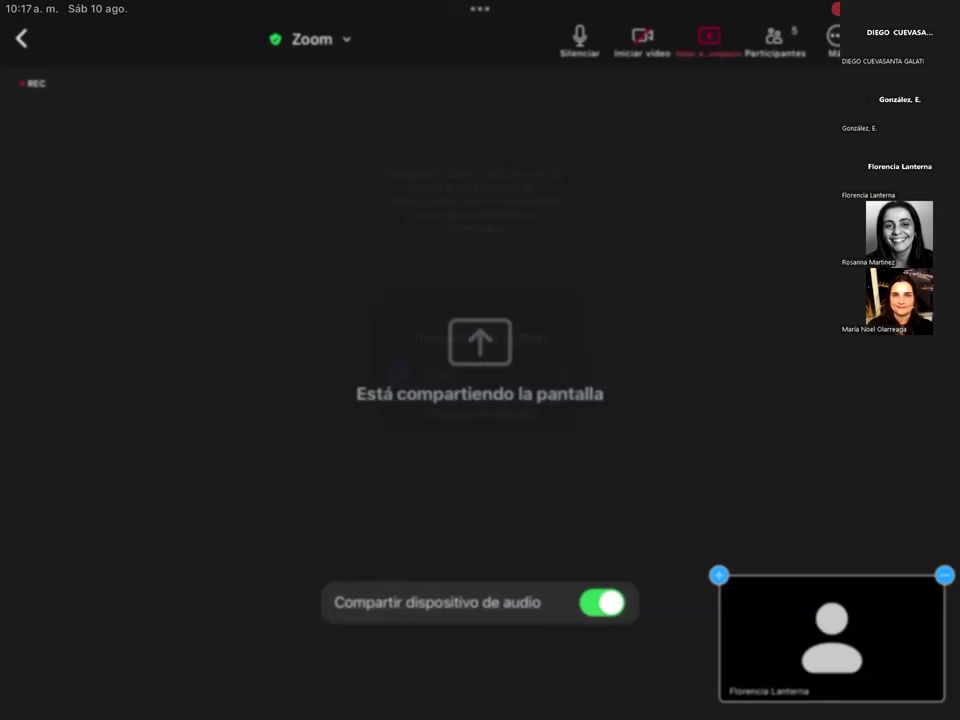 10:17 a. m. Sáb 10 ago.
Zoom
Silenciar
Iniciar video
Participantes
5
REC
DIEGO CUEVASA...
DIEGO CUEVASANTA GALATI
González, E.
González, E.
Florencia Lanterna
Florencia Lanterna
Rosanna Martinez
María Noel Olarreaga
Está compartiendo la pantalla
Compartir dispositivo de audio
Florencia Lanterna